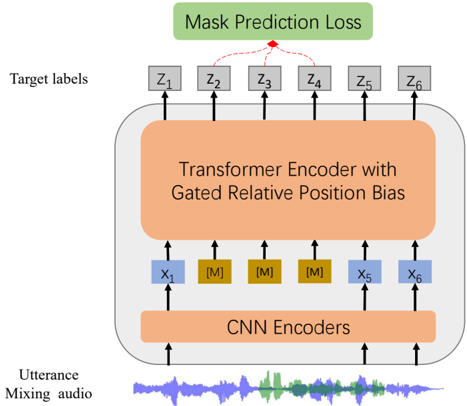 Mask Prediction Loss
Target labels
Z1 Z2 Z3 Z4 Z5 Z6
Transformer Encoder with
Gated Relative Position Bias
X1 [M] [M] [M] X5 X6
CNN Encoders
Utterance
Mixing audio